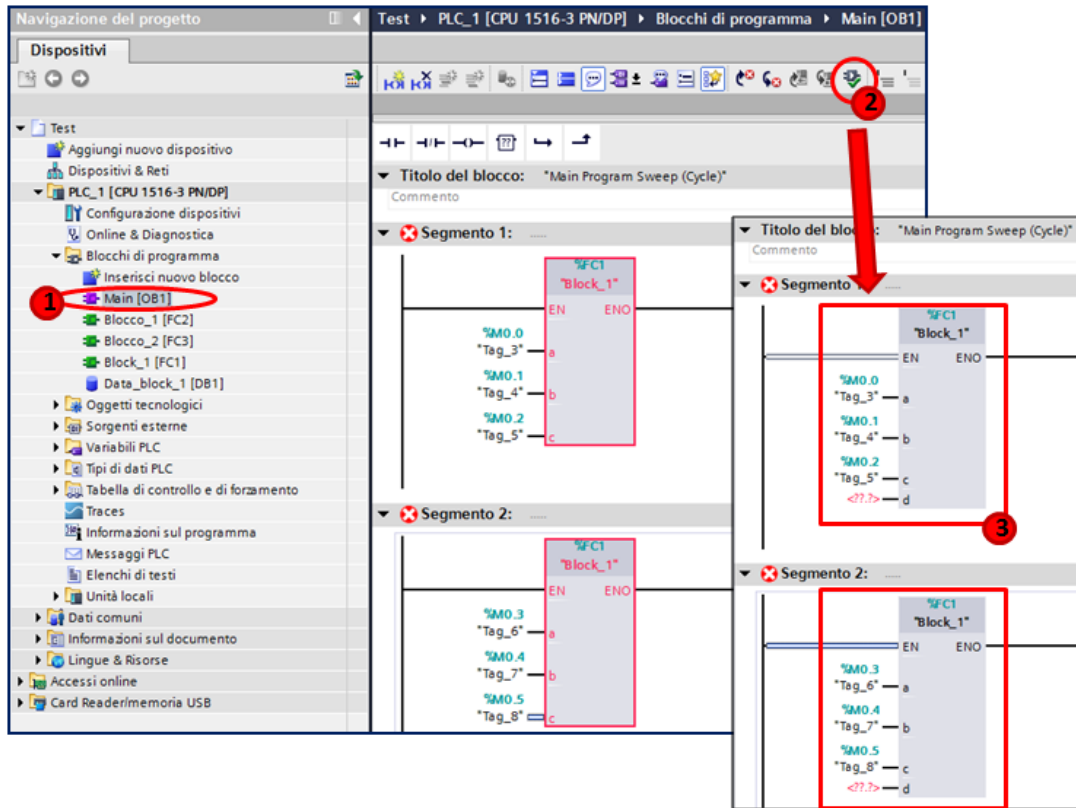 Navigazione del progetto
Dispositivi
Test
Aggiungi nuovo dispositivo
Dispositivi & Reti
PLC_1 [CPU 1516-3 PN/DP]
Configurazione dispositivi
Online & Diagnostica
Blocchi di programma
Inserisci nuovo blocco
1
Main [OB1]
Blocco_1 [FC2]
Blocco_2 [FC3]
Block_1 [FC1]
Data_block_1 [DB1]
Oggetti tecnologici
Sorgenti esterne
Variabili PLC
Tipi di dati PLC
Tabella di controllo e di forzamento
Traces
Informazioni sul programma
Messaggi PLC
Elenchi di testi
Unità locali
Dati comuni
Informazioni sul documento
Lingue & Risorse
Accessi online
Card Reader/memoria USB
Test PLC_1 [CPU 1516-3 PN/DP] Blocchi di programma Main [OB1]
2
??
Titolo del blocco: "Main Program Sweep (Cycle)"
Commento
Segmento 1: .....
%FC1
"Block_1"
EN ENO
%M0.0
"Tag_3" a
%M0.1
"Tag_4" b
%M0.2
"Tag_5" c
Segmento 2: .....
%FC1
"Block_1"
EN ENO
%M0.3
"Tag_6" a
%M0.4
"Tag_7" b
%M0.5
"Tag_8" c
Titolo del blocco: "Main Program Sweep (Cycle)"
Commento
Segmento .....
%FC1
"Block_1"
EN ENO
%M0.0
"Tag_3" a
%M0.1
"Tag_4" b
%M0.2
"Tag_5" c
<??.?> d
3
Segmento 2: .....
%FC1
"Block_1"
EN ENO
%M0.3
"Tag_6" a
%M0.4
"Tag_7" b
%M0.5
"Tag_8" c
<??.?> d